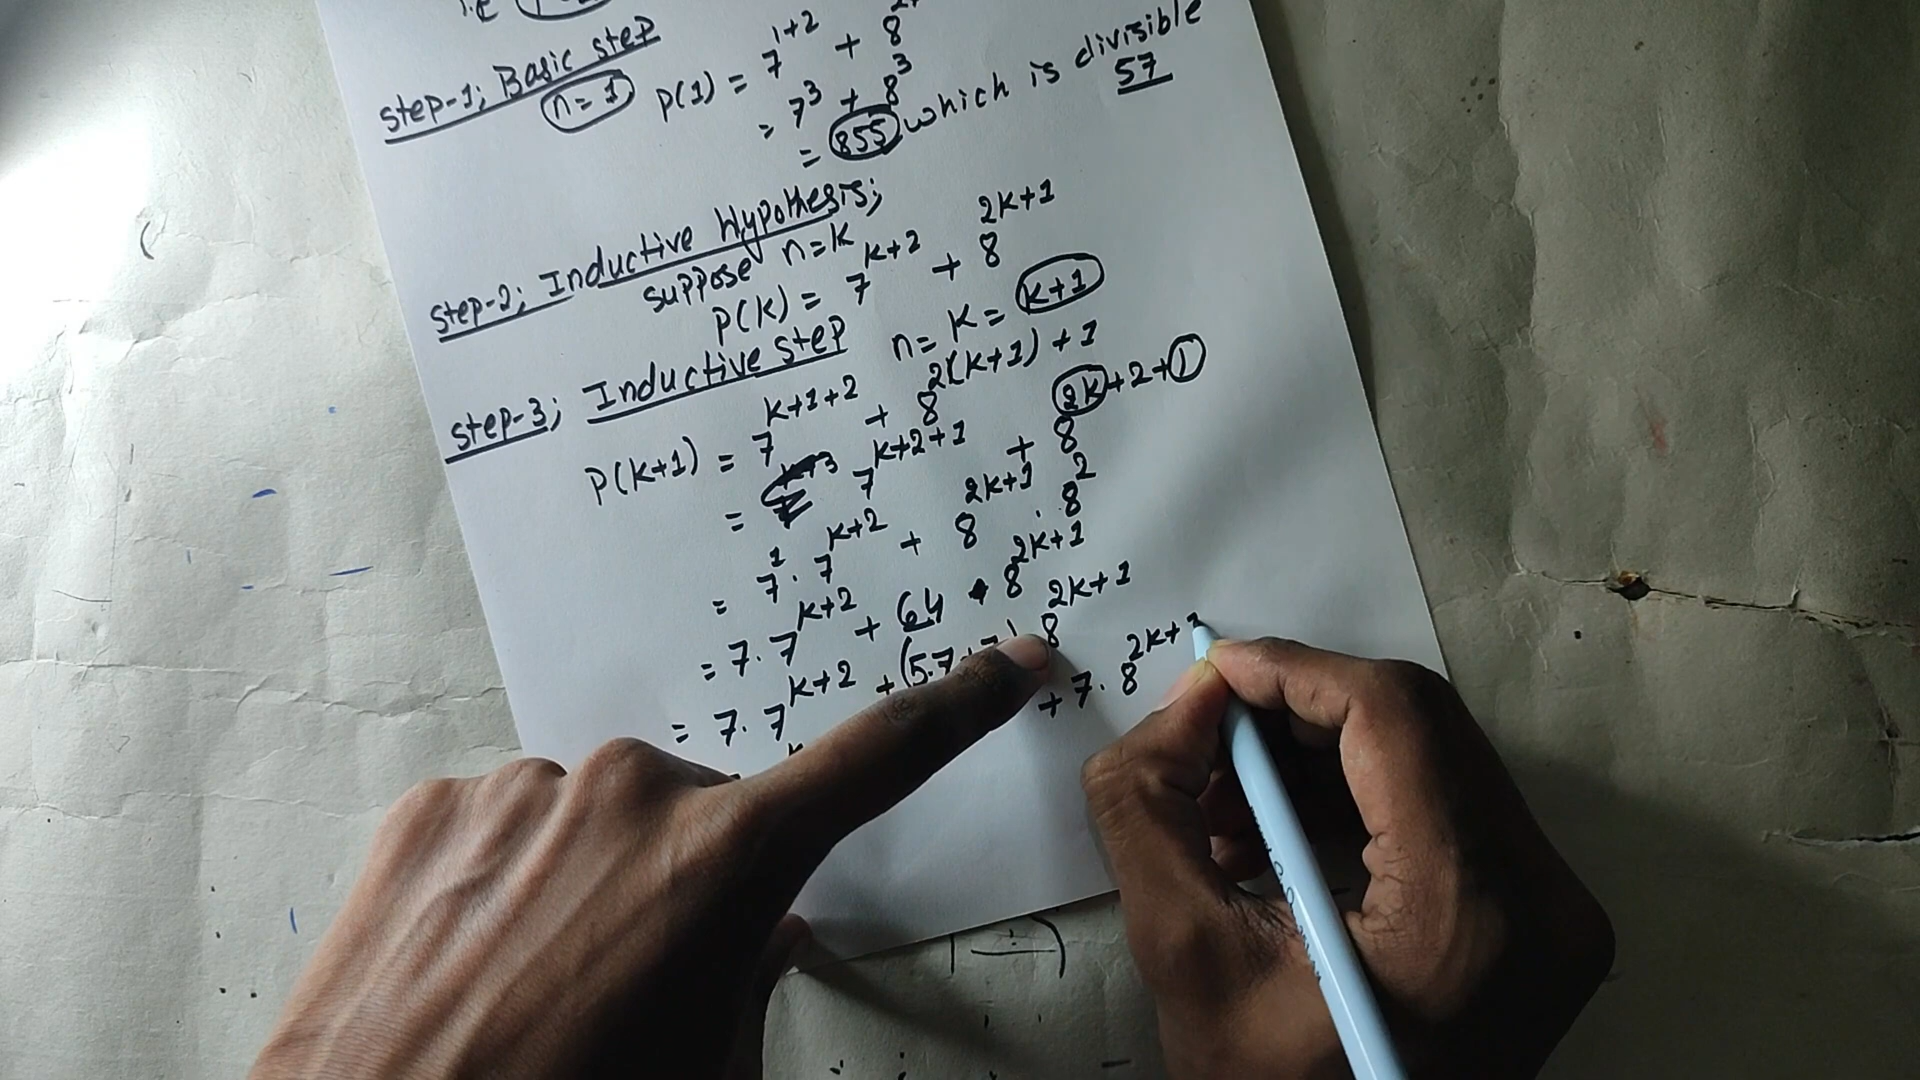 i.e
Step-1; Basic step
n=1 P(1) = 7^{1+2} + 8
= 7^3 + 8^3
= 855 which is divisible
57
Step-2; Inductive Hypothesis;
suppose n=k
P(k) = 7^{k+2} + 8^{2k+1}
Step-3; Inductive step n= k= k+1
P(k+1) = 7^{k+1+2} + 8^{2(k+1)+1}
= 7^{k+2+1} + 8^{2k+2+1}
= 7^1 . 7^{k+2} + 8^{2k+1} . 8^2
= 7.7^{k+2} + 64 . 8^{2k+1}
= 7.7^{k+2} + (57+7) 8^{2k+1}
+ 7. 8^{2k+1}